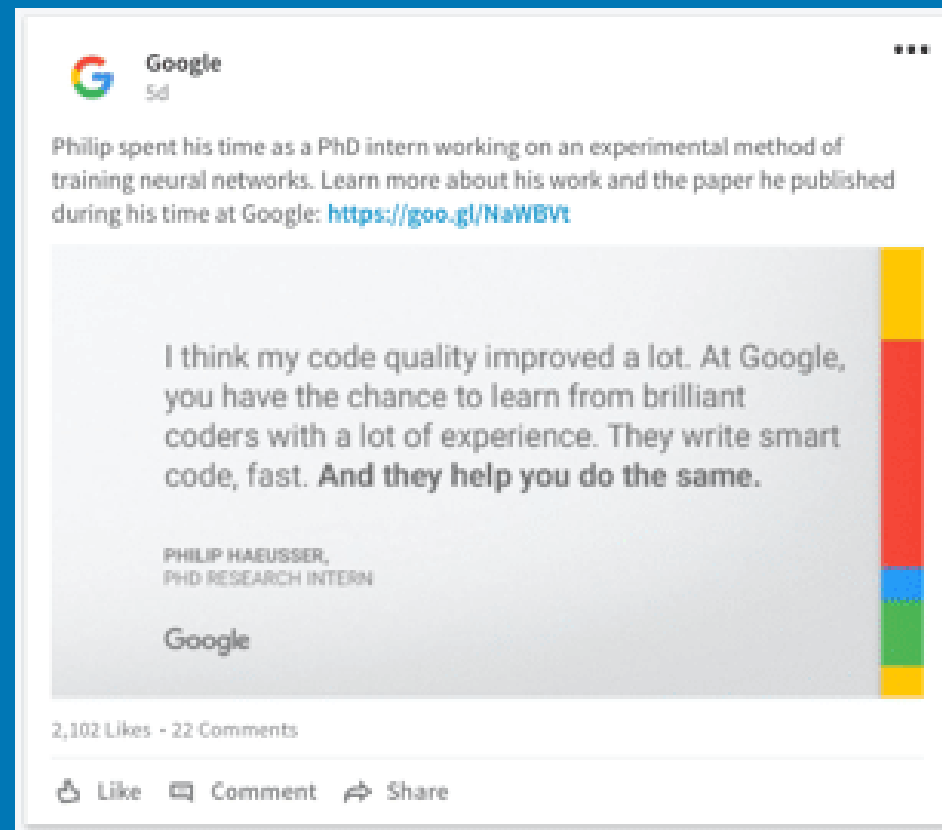 Google
5d
Philip spent his time as a PhD intern working on an experimental method of
training neural networks. Learn more about his work and the paper he published
during his time at Google: https://goo.gl/NaWBVt
I think my code quality improved a lot. At Google,
you have the chance to learn from brilliant
coders with a lot of experience. They write smart
code, fast. And they help you do the same.
PHILIP HAEUSSER,
PHD RESEARCH INTERN
Google
2,102 Likes - 22 Comments
Like Comment Share